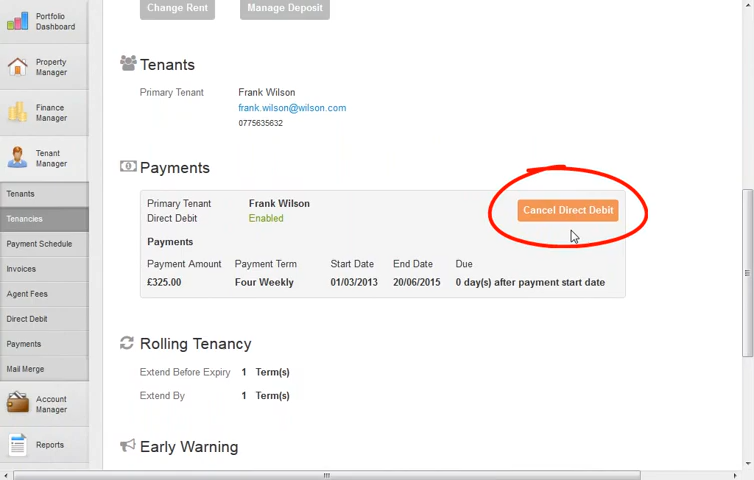 Portfolio
Dashboard
Property
Manager
Finance
Manager
Tenant
Manager
Tenants
Tenancies
Payment Schedule
Invoices
Agent Fees
Direct Debit
Payments
Mail Merge
Account
Manager
Reports
Change Rent
Manage Deposit
Tenants
Primary Tenant Frank Wilson
frank.wilson@wilson.com
0775635632
Payments
Primary Tenant Frank Wilson
Cancel Direct Debit
Direct Debit Enabled
Payments
Payment Amount Payment Term Start Date End Date Due
£325.00 Four Weekly 01/03/2013 20/06/2015 0 day(s) after payment start date
Rolling Tenancy
Extend Before Expiry 1 Term(s)
Extend By 1 Term(s)
Early Warning